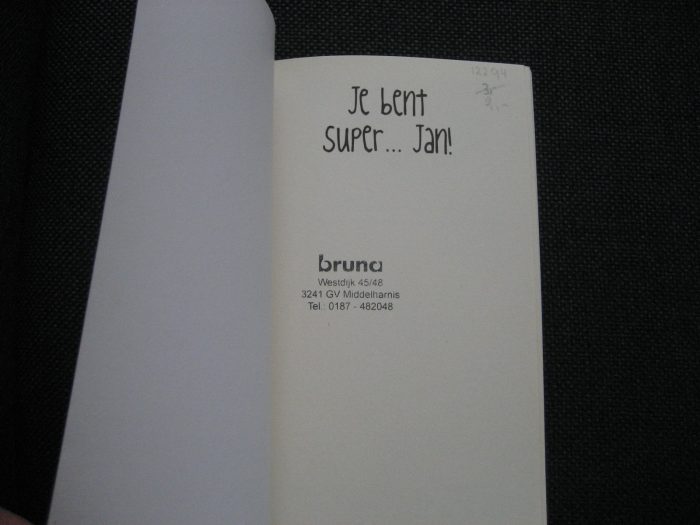 Je bent
super... Jan!
bruna
Westdijk 45/48
3241 GV Middelharnis
Tel.: 0187 - 482048